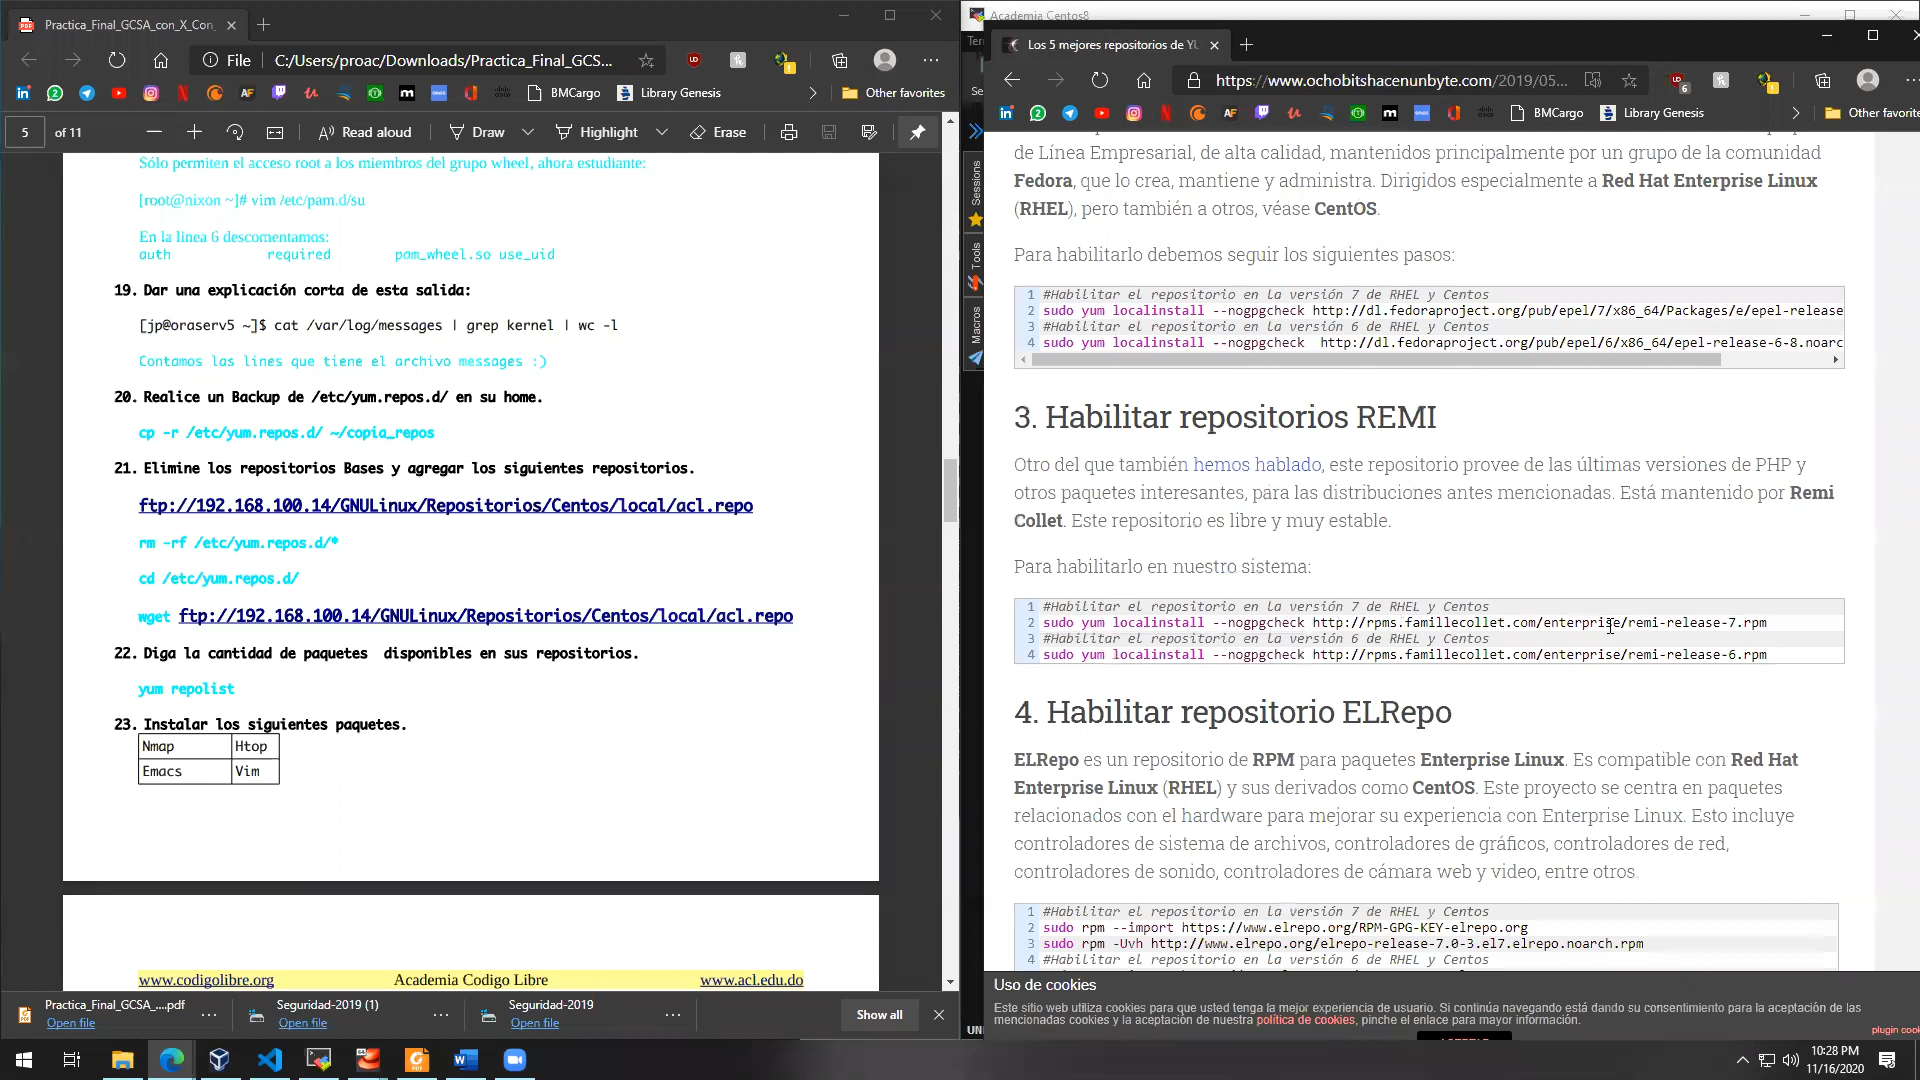 Practica_Final_GCSA_con_X_Con
File
C:/Users/proac/Downloads/Practica_Final_GCS...
BMCargo
Library Genesis
Other favorites
5 of 11
Read aloud
Draw
Highlight
Erase
Sólo permiten el acceso root a los miembros del grupo wheel, ahora estudiante:
[root@nixon ~]# vim /etc/pam.d/su
En la linea 6 descomentamos:
auth required pam_wheel.so use_uid
19. Dar una explicación corta de esta salida:
[jp@oraserv5 ~]$ cat /var/log/messages | grep kernel | wc -l
Contamos las lines que tiene el archivo messages :)
20. Realice un Backup de /etc/yum.repos.d/ en su home.
cp -r /etc/yum.repos.d/ ~/copia_repos
21. Elimine los repositorios Bases y agregar los siguientes repositorios.
ftp://192.168.100.14/GNULinux/Repositorios/Centos/local/acl.repo
rm -rf /etc/yum.repos.d/*
cd /etc/yum.repos.d/
wget ftp://192.168.100.14/GNULinux/Repositorios/Centos/local/acl.repo
22. Diga la cantidad de paquetes disponibles en sus repositorios.
yum repolist
23. Instalar los siguientes paquetes.
Nmap Htop
Emacs Vim
www.codigolibre.org Academia Codigo Libre www.acl.edu.do
Practica_Final_GCSA_....pdf
Open file
Seguridad-2019 (1)
Open file
Seguridad-2019
Open file
Show all
Academia Centos8
Ter
Se
Sessions
Tools
Macros
Los 5 mejores repositorios de YU
https://www.ochobitshacenunbyte.com/2019/05...
BMCargo
Library Genesis
Other favorite
de Línea Empresarial, de alta calidad, mantenidos principalmente por un grupo de la comunidad
Fedora, que lo crea, mantiene y administra. Dirigidos especialmente a Red Hat Enterprise Linux
(RHEL), pero también a otros, véase CentOS.
Para habilitarlo debemos seguir los siguientes pasos:
1 #Habilitar el repositorio en la versión 7 de RHEL y Centos
2 sudo yum localinstall --nogpgcheck http://dl.fedoraproject.org/pub/epel/7/x86_64/Packages/e/epel-release
3 #Habilitar el repositorio en la versión 6 de RHEL y Centos
4 sudo yum localinstall --nogpgcheck http://dl.fedoraproject.org/pub/epel/6/x86_64/epel-release-6-8.noarc
3. Habilitar repositorios REMI
Otro del que también hemos hablado, este repositorio provee de las últimas versiones de PHP y
otros paquetes interesantes, para las distribuciones antes mencionadas. Está mantenido por Remi
Collet. Este repositorio es libre y muy estable.
Para habilitarlo en nuestro sistema:
1 #Habilitar el repositorio en la versión 7 de RHEL y Centos
2 sudo yum localinstall --nogpgcheck http://rpms.famillecollet.com/enterprise/remi-release-7.rpm
3 #Habilitar el repositorio en la versión 6 de RHEL y Centos
4 sudo yum localinstall --nogpgcheck http://rpms.famillecollet.com/enterprise/remi-release-6.rpm
4. Habilitar repositorio ELRepo
ELRepo es un repositorio de RPM para paquetes Enterprise Linux. Es compatible con Red Hat
Enterprise Linux (RHEL) y sus derivados como CentOS. Este proyecto se centra en paquetes
relacionados con el hardware para mejorar su experiencia con Enterprise Linux. Esto incluye
controladores de sistema de archivos, controladores de gráficos, controladores de red,
controladores de sonido, controladores de cámara web y video, entre otros.
1 #Habilitar el repositorio en la versión 7 de RHEL y Centos
2 sudo rpm --import https://www.elrepo.org/RPM-GPG-KEY-elrepo.org
3 sudo rpm -Uvh http://www.elrepo.org/elrepo-release-7.0-3.el7.elrepo.noarch.rpm
4 #Habilitar el repositorio en la versión 6 de RHEL y Centos
Uso de cookies
Este sitio web utiliza cookies para que usted tenga la mejor experiencia de usuario. Si continúa navegando está dando su consentimiento para la aceptación de las
mencionadas cookies y la aceptación de nuestra política de cookies, pinche el enlace para mayor información.
plugin cook
UNI
10:28 PM
11/16/2020